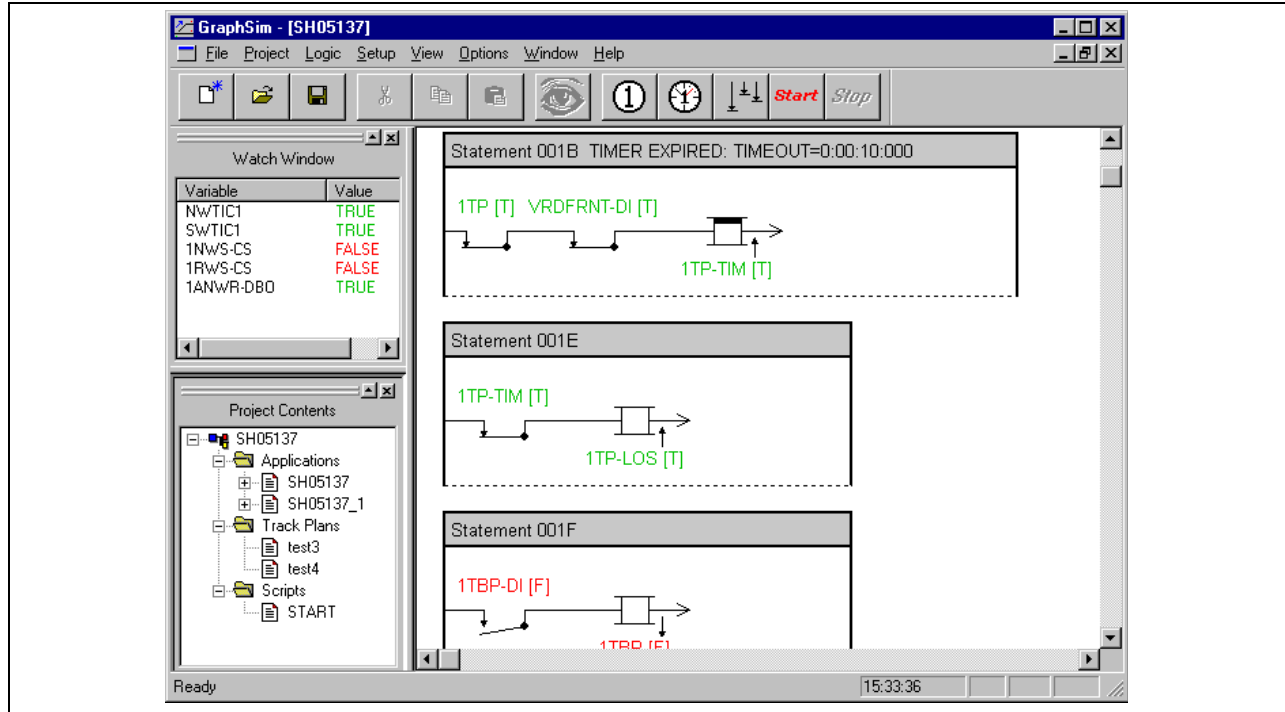 GraphSim - [SH05137]
File Project Logic Setup View Options Window Help
1 Start Stop
Watch Window
Variable Value
NWTIC1 TRUE
SWTIC1 TRUE
1NWS-CS FALSE
1RWS-CS FALSE
1ANWR-DBO TRUE
Project Contents
SH05137
Applications
SH05137
SH05137_1
Track Plans
test3
test4
Scripts
START
Statement 001B TIMER EXPIRED: TIMEOUT=0:00:10:000
1TP [T] VRDFRNT-DI [T]
1TP-TIM [T]
Statement 001E
1TP-TIM [T]
1TP-LOS [T]
Statement 001F
1TBP-DI [F]
1TBP [F]
Ready 15:33:36